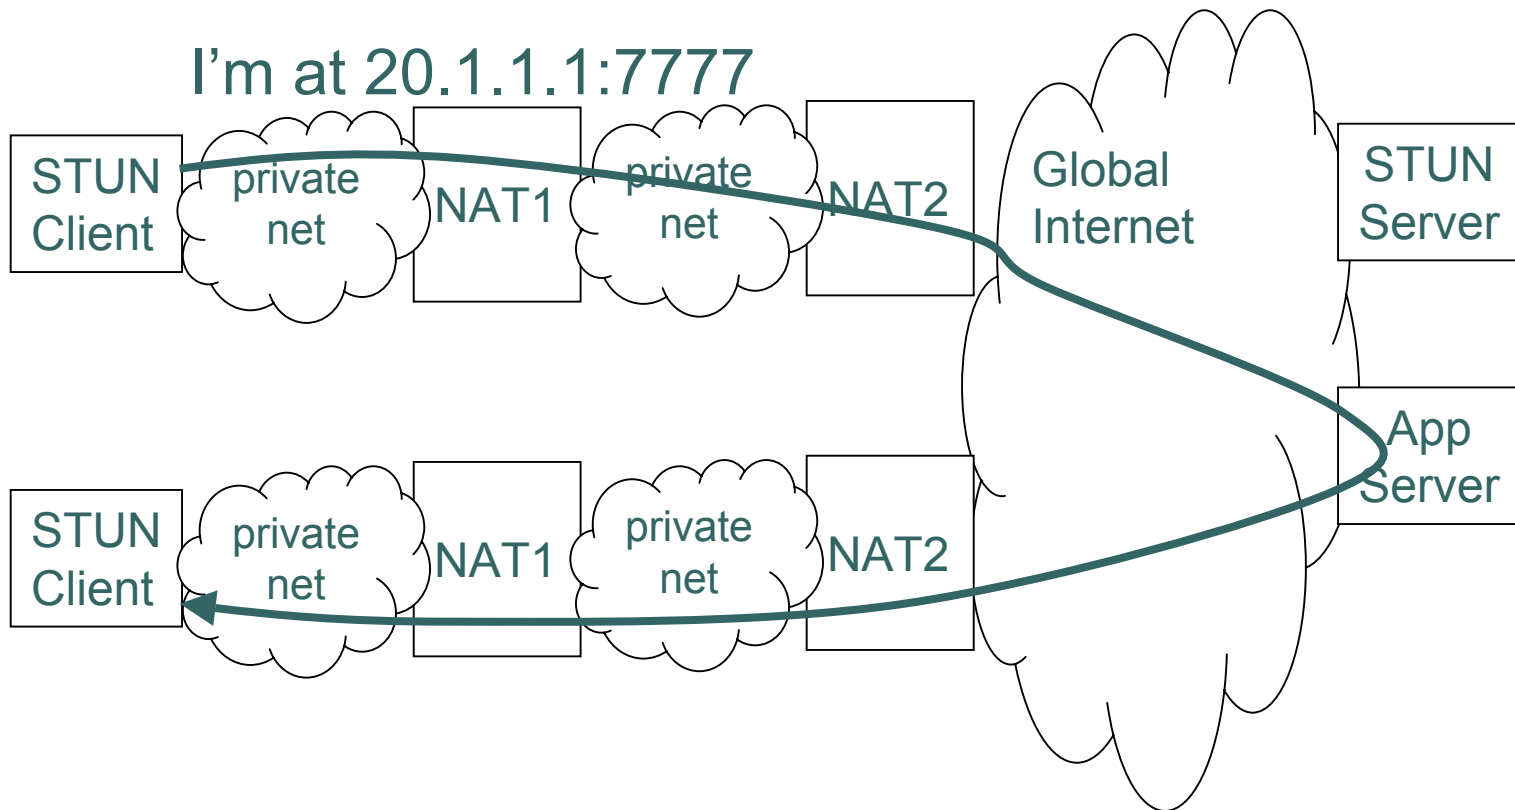 I'm at 20.1.1.1:7777
STUN
Client
private
net
NAT1
private
net
NAT2
Global
Internet
STUN
Server
App
Server
STUN
Client
private
net
NAT1
private
net
NAT2